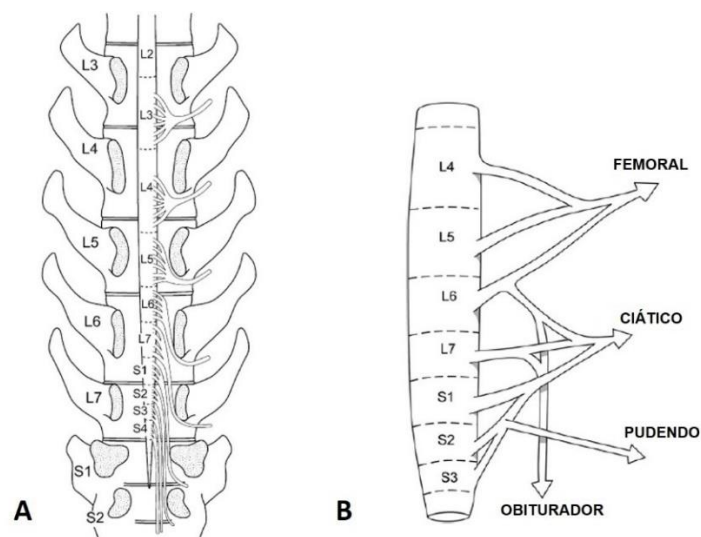 L2
L3
L3
L4
L4
L5
L5
L6
L6
L7
S1
L7
S2
S3
S4
S1
S2
A
L4
L5
L6
L7
S1
S2
S3
FEMORAL
CIÁTICO
PUDENDO
OBITURADOR
B